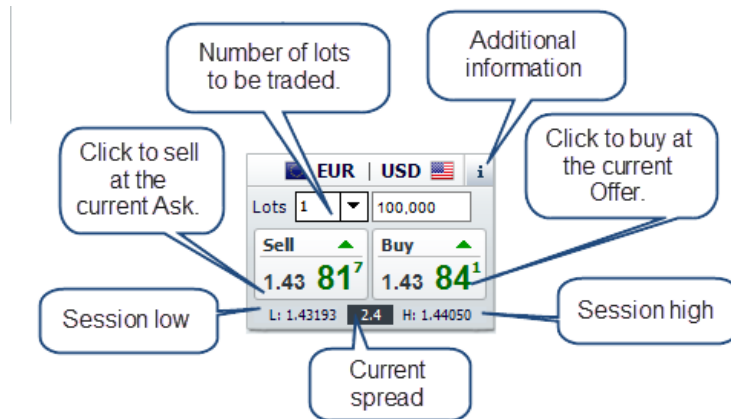 Number of lots
to be traded.
Additional
information
Click to sell
at the
current Ask.
Click to buy at
the current
Offer.
EUR | USD i
Lots 1 100,000
Sell Buy
1.43 81⁷ 1.43 84¹
L: 1.43193 2.4 H: 1.44050
Session low
Session high
Current
spread